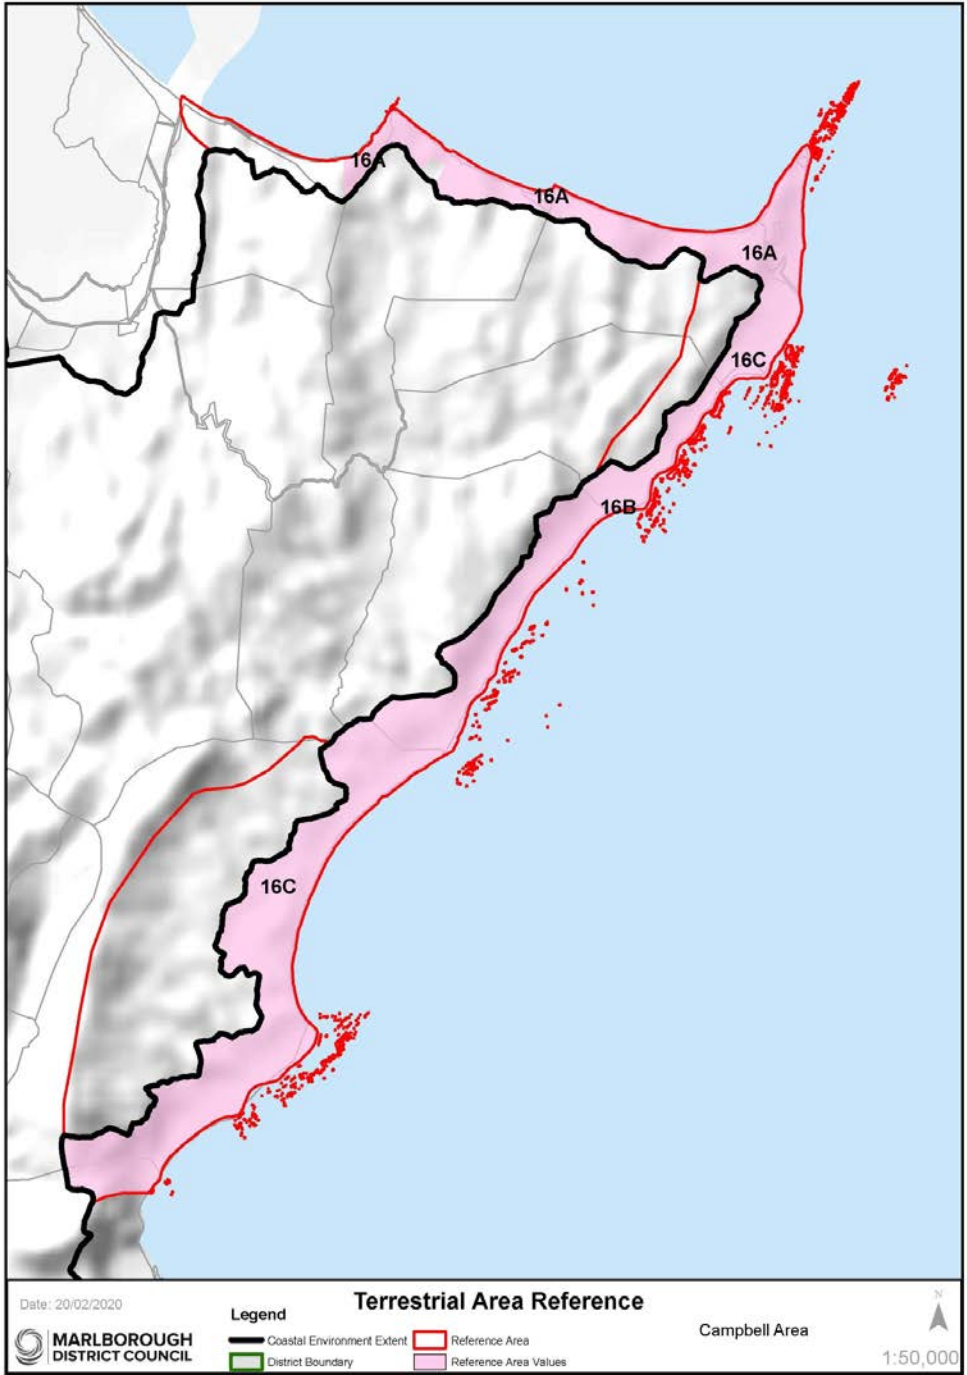 16A
16A
16A
16C
16B
16C
Date: 20/02/2020
Terrestrial Area Reference
Legend
MARLBOROUGH
DISTRICT COUNCIL
Coastal Environment Extent
Reference Area
District Boundary
Reference Area Values
Campbell Area
N
1:50,000